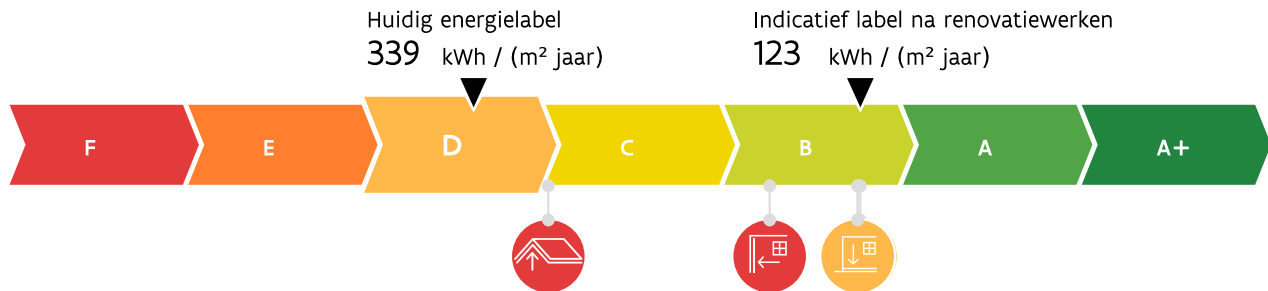 Huidig energielabel
339 kWh / (m² jaar)
Indicatief label na renovatiewerken
123 kWh / (m² jaar)
F E D C B A A+